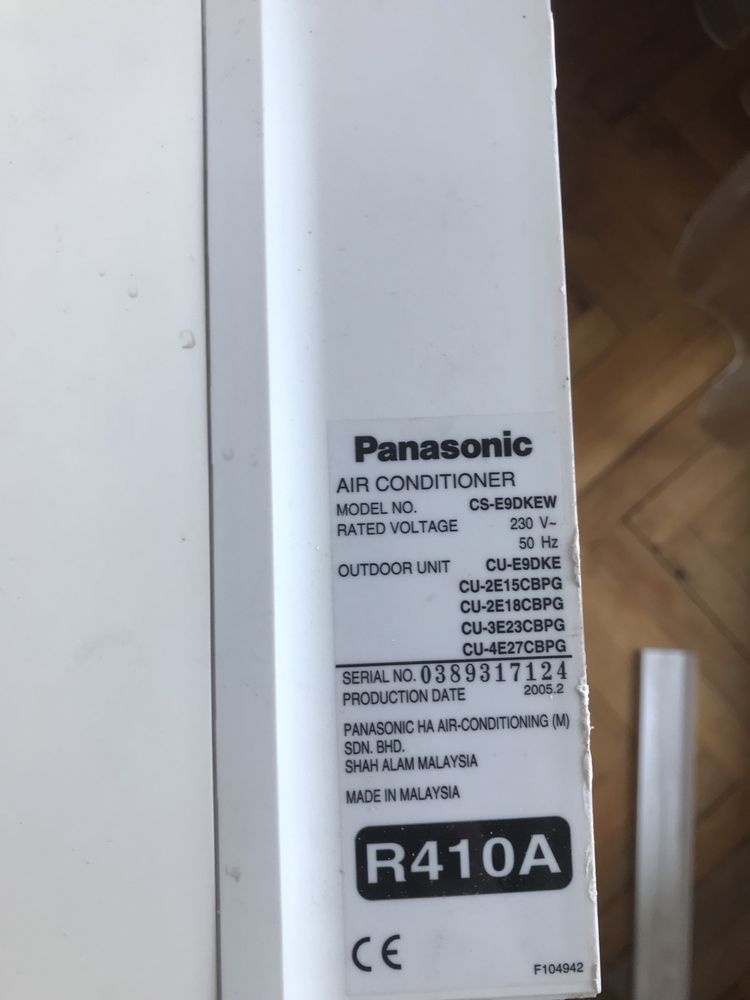 Panasonic
AIR CONDITIONER
MODEL NO. CS-E9DKEW
RATED VOLTAGE 230 V~
50 Hz
OUTDOOR UNIT CU-E9DKE
CU-2E15CBPG
CU-2E18CBPG
CU-3E23CBPG
CU-4E27CBPG
SERIAL NO. 0389317124
PRODUCTION DATE 2005.2
PANASONIC HA AIR-CONDITIONING (M)
SDN. BHD.
SHAH ALAM MALAYSIA
MADE IN MALAYSIA
R410A
CE
F104942